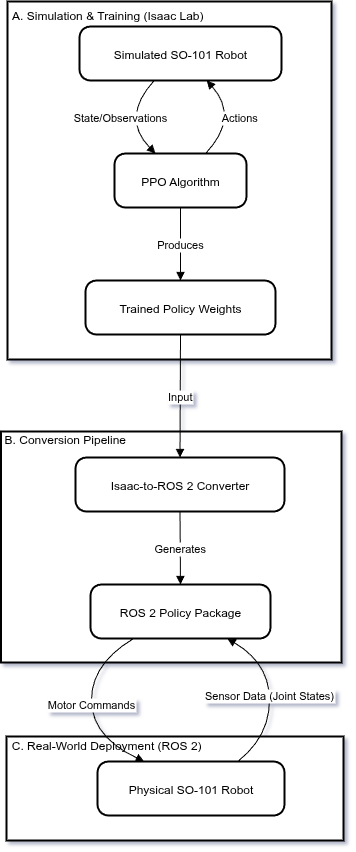 A. Simulation & Training (Isaac Lab)
Simulated SO-101 Robot
State/Observations
Actions
PPO Algorithm
Produces
Trained Policy Weights
Input
B. Conversion Pipeline
Isaac-to-ROS 2 Converter
Generates
ROS 2 Policy Package
Motor Commands
Sensor Data (Joint States)
C. Real-World Deployment (ROS 2)
Physical SO-101 Robot